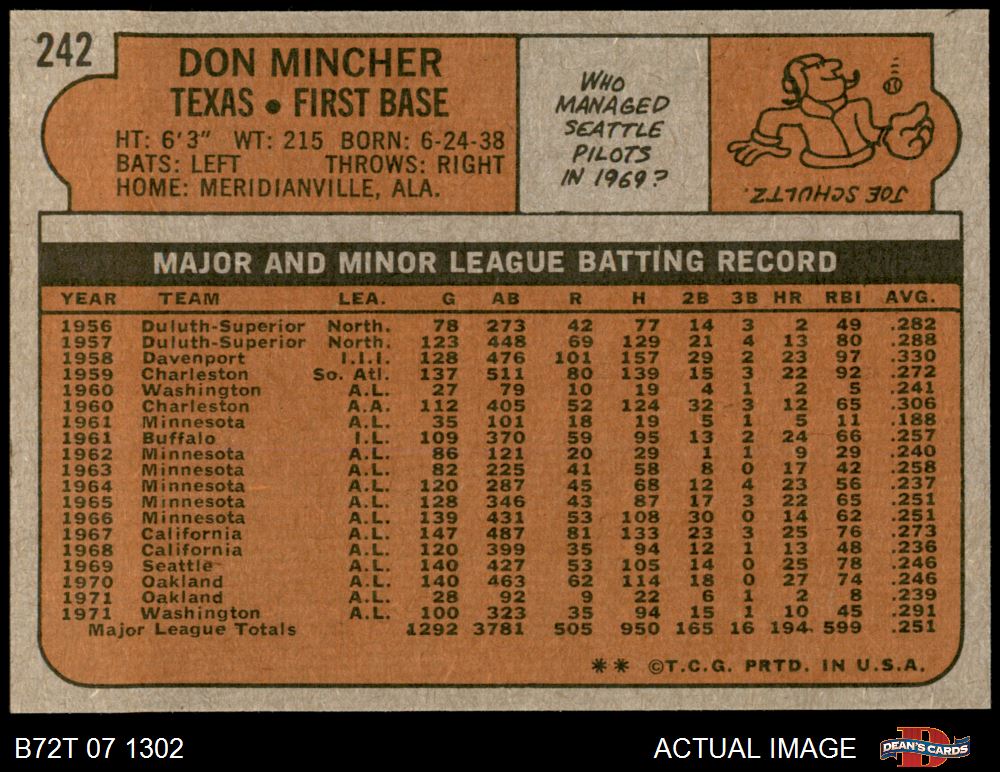 242
DON MINCHER
TEXAS • FIRST BASE
HT: 6'3" WT: 215 BORN: 6-24-38
BATS: LEFT THROWS: RIGHT
HOME: MERIDIANVILLE, ALA.
WHO
MANAGED
SEATTLE
PILOTS
IN 1969?
JOE SCHULTZ.
MAJOR AND MINOR LEAGUE BATTING RECORD
YEAR TEAM LEA. G AB R H 2B 3B HR RBI AVG.
1956 Duluth-Superior North. 78 273 42 77 14 3 2 49 .282
1957 Duluth-Superior North. 123 448 69 129 21 4 13 80 .288
1958 Davenport I.I.I. 128 476 101 157 29 2 23 97 .330
1959 Charleston So. Atl. 137 511 80 139 15 3 22 92 .272
1960 Washington A.L. 27 79 10 19 4 1 2 5 .241
1960 Charleston A.A. 112 405 52 124 32 3 12 65 .306
1961 Minnesota A.L. 35 101 18 19 5 1 5 11 .188
1961 Buffalo I.L. 109 370 59 95 13 2 24 66 .257
1962 Minnesota A.L. 86 121 20 29 1 1 9 29 .240
1963 Minnesota A.L. 82 225 41 58 8 0 17 42 .258
1964 Minnesota A.L. 120 287 45 68 12 4 23 56 .237
1965 Minnesota A.L. 128 346 43 87 17 3 22 65 .251
1966 Minnesota A.L. 139 431 53 108 30 0 14 62 .251
1967 California A.L. 147 487 81 133 23 3 25 76 .273
1968 California A.L. 120 399 35 94 12 1 13 48 .236
1969 Seattle A.L. 140 427 53 105 14 0 25 78 .246
1970 Oakland A.L. 140 463 62 114 18 0 27 74 .246
1971 Oakland A.L. 28 92 9 22 6 1 2 8 .239
1971 Washington A.L. 100 323 35 94 15 1 10 45 .291
Major League Totals 1292 3781 505 950 165 16 194 599 .251
** ©T.C.G. PRTD. IN U.S.A.
B72T 07 1302
ACTUAL IMAGE
D
DEAN'S CARDS